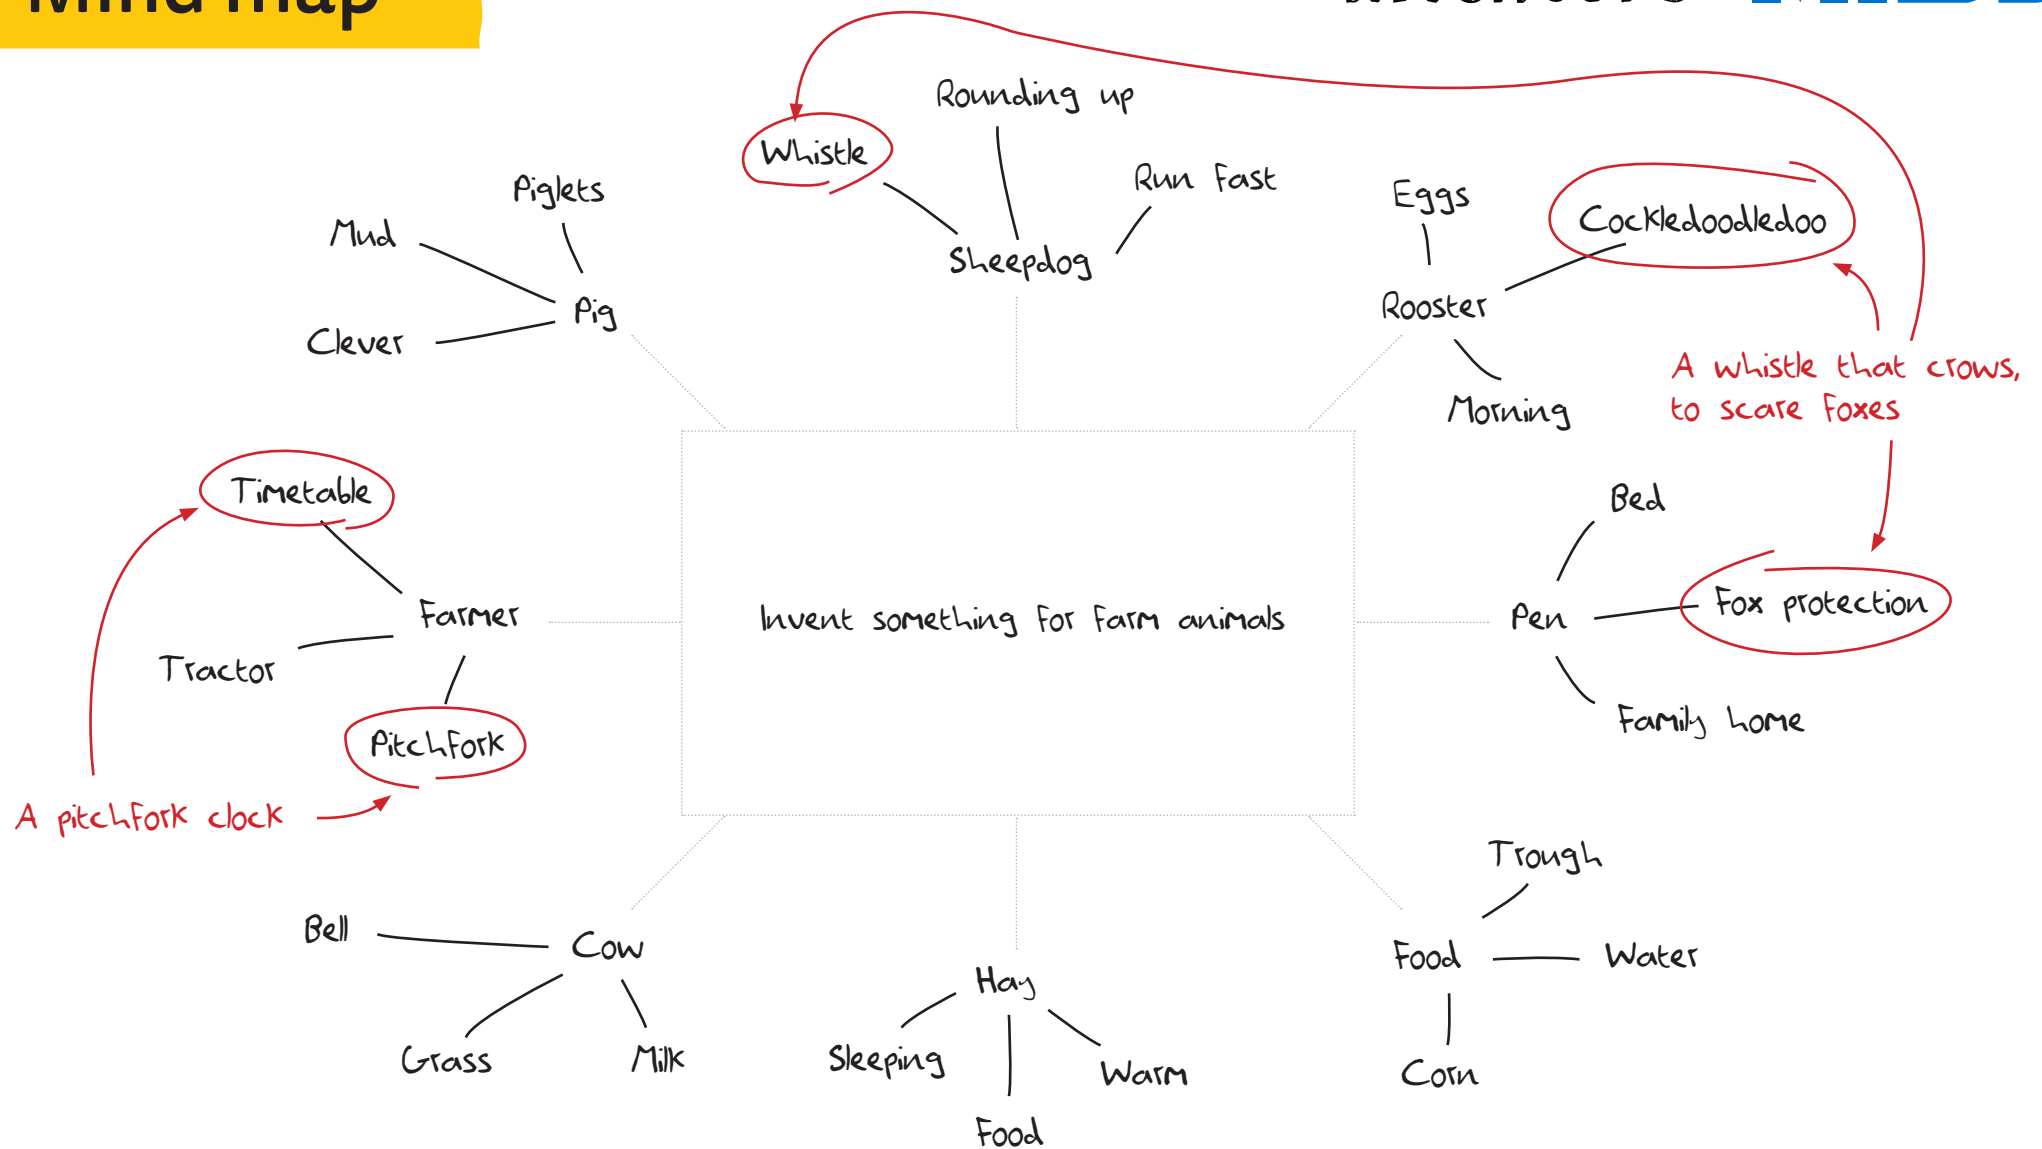 Mind map
Rounding up
Whistle
Run fast
Piglets
Eggs
Cockledoodledoo
Mud
Sheepdog
Pig
Rooster
Clever
A whistle that crows,
to scare foxes
Morning
Timetable
Bed
Farmer
Invent something for farm animals
Pen
Fox protection
Tractor
Family home
Pitchfork
A pitchfork clock
Trough
Bell
Cow
Food
Water
Hay
Grass
Milk
Sleeping
Warm
Corn
Food